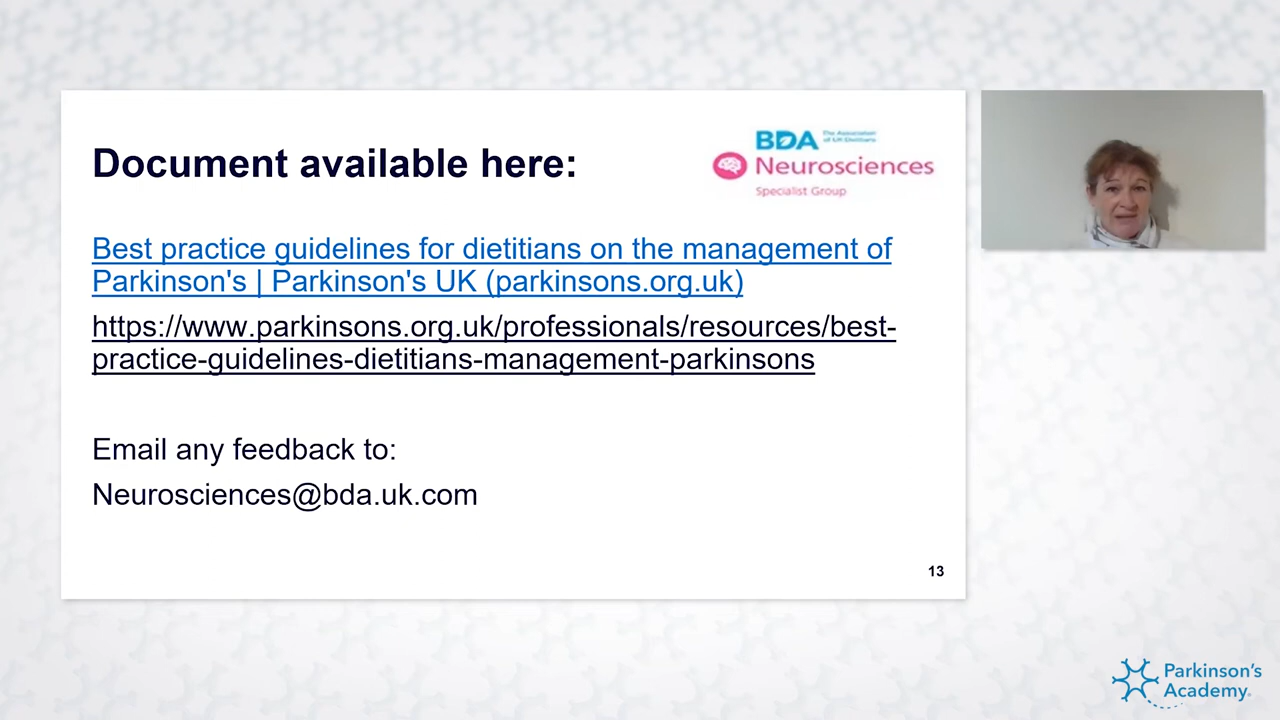 Document available here:
BDA The Association of UK Dietitians
Neurosciences
Specialist Group
Best practice guidelines for dietitians on the management of
Parkinson's | Parkinson's UK (parkinsons.org.uk)
https://www.parkinsons.org.uk/professionals/resources/best-
practice-guidelines-dietitians-management-parkinsons
Email any feedback to:
Neurosciences@bda.uk.com
13
Parkinson's
Academy